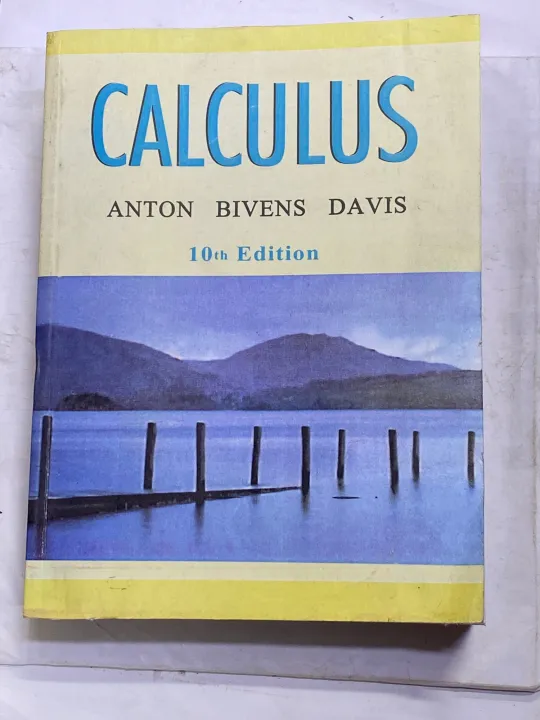 CALCULUS
ANTON BIVENS DAVIS
10th Edition